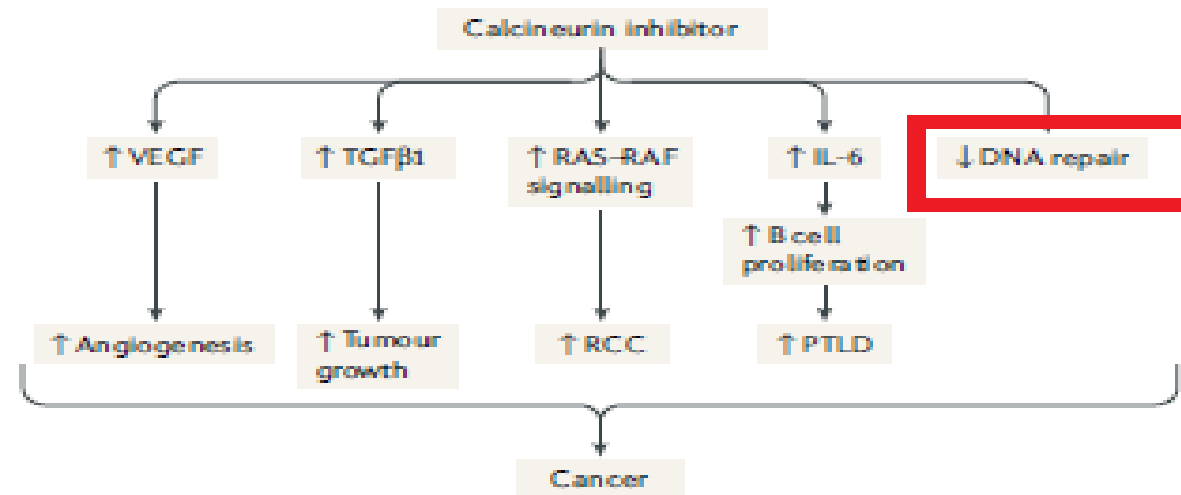 Calcineurin inhibitor
↑ VEGF
↑ TGFβ1
↑ RAS–RAF
signalling
↑ IL-6
↓ DNA repair
↑ B cell
proliferation
↑ Angiogenesis
↑ Tumour
growth
↑ RCC
↑ PTLD
Cancer